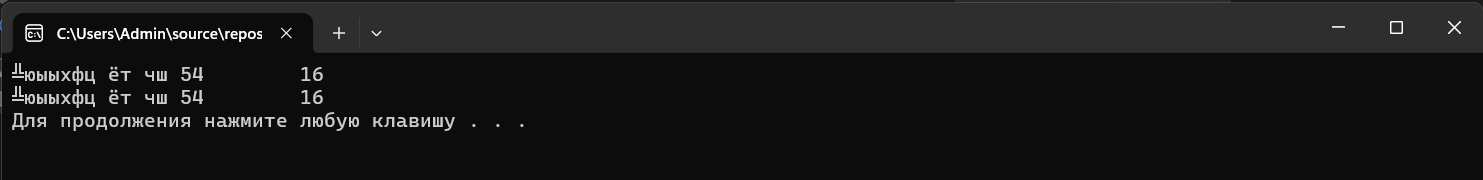 C:\Users\Admin\source\repos
╩юыыхфц ёт чш 54 16
╩юыыхфц ёт чш 54 16
Для продолжения нажмите любую клавишу . . .